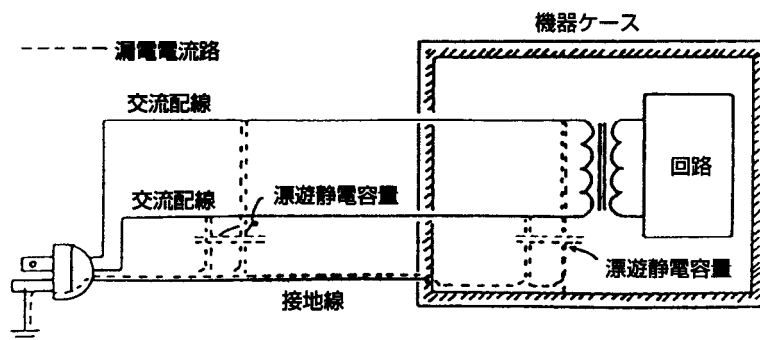 機器ケース
漏電電流路
交流配線
回路
交流配線
漂遊静電容量
漂遊静電容量
接地線